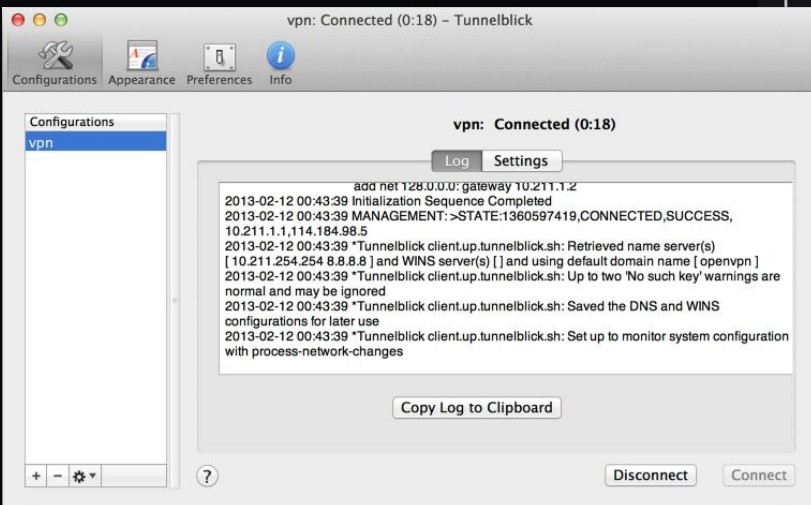 vpn: Connected (0:18) – Tunnelblick
Configurations Appearance Preferences Info
Configurations
vpn
vpn: Connected (0:18)
Log Settings
add net 128.0.0.0: gateway 10.211.1.2
2013-02-12 00:43:39 Initialization Sequence Completed
2013-02-12 00:43:39 MANAGEMENT: >STATE:1360597419,CONNECTED,SUCCESS,
10.211.1.1,114.184.98.5
2013-02-12 00:43:39 *Tunnelblick client.up.tunnelblick.sh: Retrieved name server(s)
[ 10.211.254.254 8.8.8.8 ] and WINS server(s) [ ] and using default domain name [ openvpn ]
2013-02-12 00:43:39 *Tunnelblick client.up.tunnelblick.sh: Up to two 'No such key' warnings are
normal and may be ignored
2013-02-12 00:43:39 *Tunnelblick client.up.tunnelblick.sh: Saved the DNS and WINS
configurations for later use
2013-02-12 00:43:39 *Tunnelblick client.up.tunnelblick.sh: Set up to monitor system configuration
with process-network-changes
Copy Log to Clipboard
+ − ?
Disconnect Connect